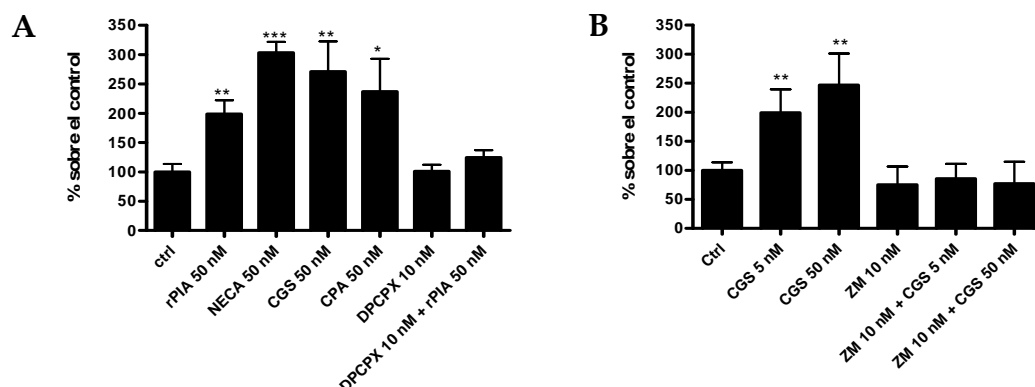 A
% sobre el control
350
300
250
200
150
100
50
0
**
***
**
*
ctrl
rPIA 50 nM
NECA 50 nM
CGS 50 nM
CPA 50 nM
DPCPX 10 nM
DPCPX 10 nM + rPIA 50 nM
B
% sobre el control
350
300
250
200
150
100
50
0
**
**
Ctrl
CGS 5 nM
CGS 50 nM
ZM 10 nM
ZM 10 nM + CGS 5 nM
ZM 10 nM + CGS 50 nM